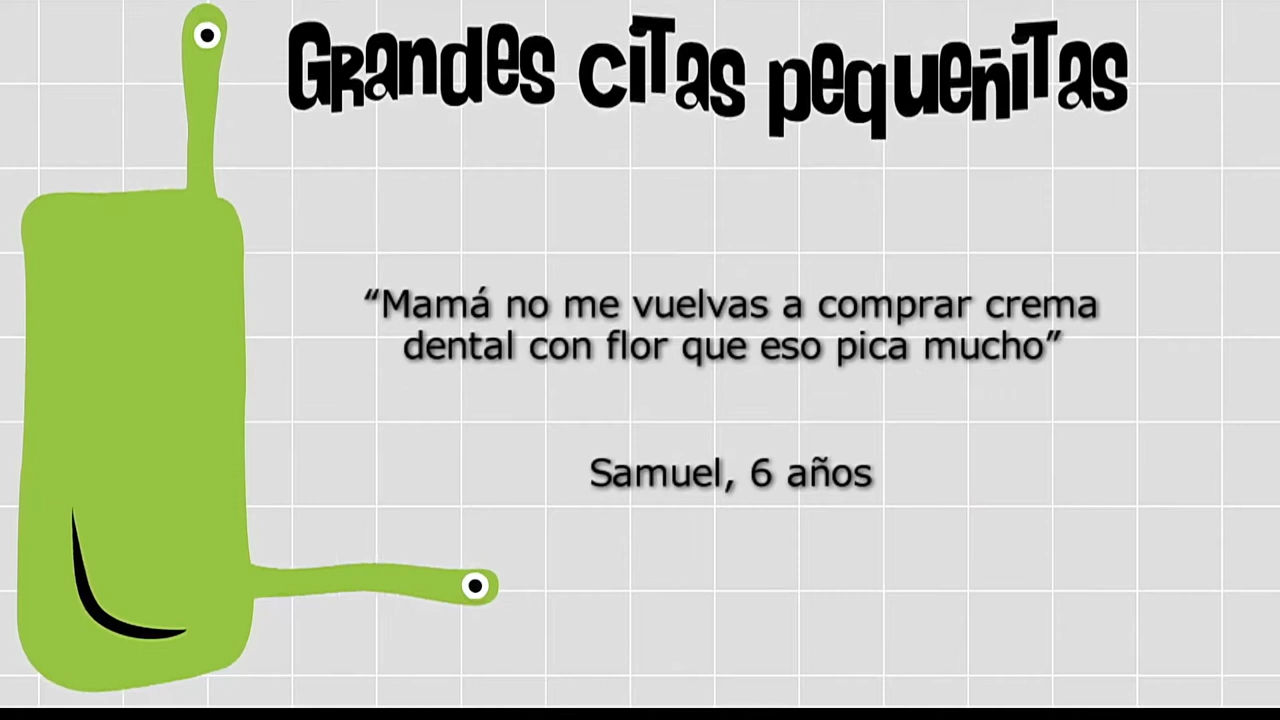 Grandes citas pequeñitas
“Mamá no me vuelvas a comprar crema
dental con flor que eso pica mucho”
Samuel, 6 años